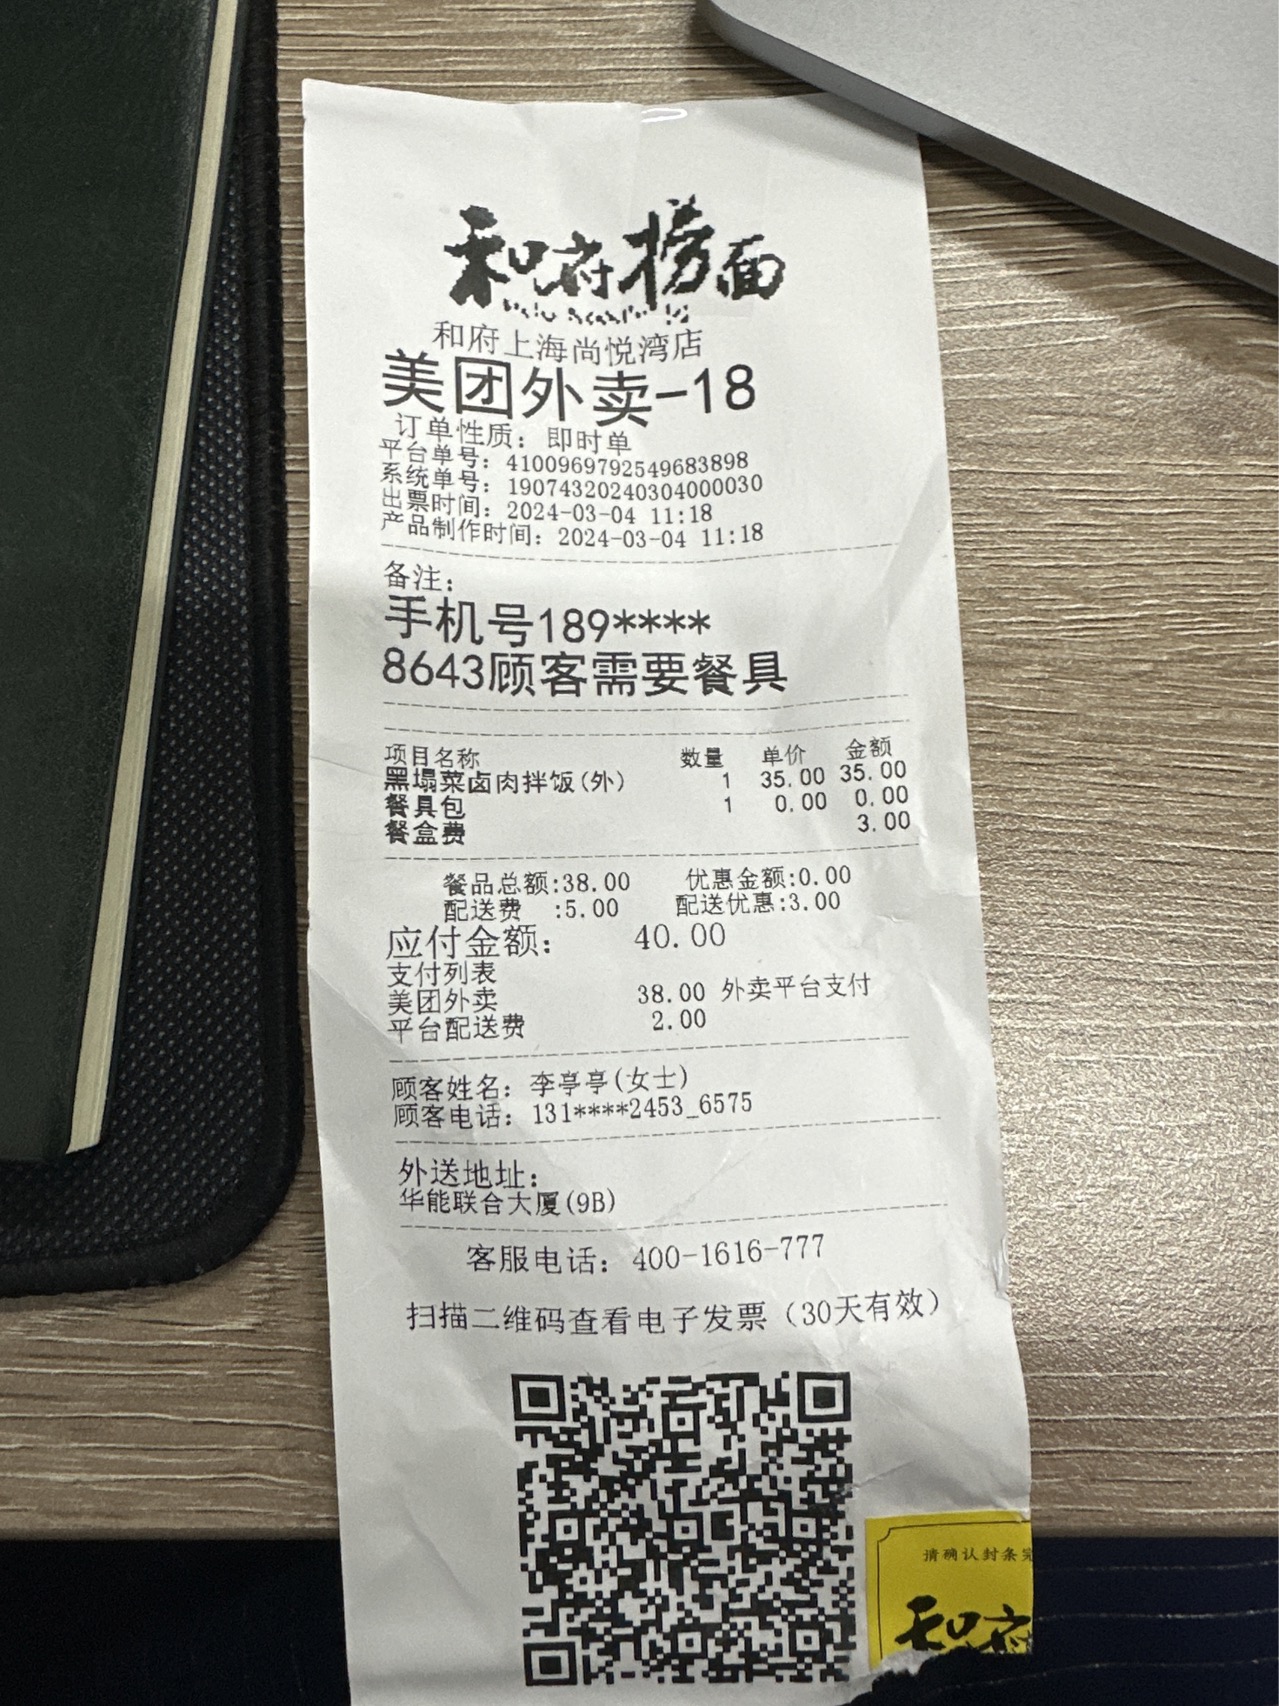 和府捞面
和府上海尚悦湾店
美团外卖-18
订单性质: 即时单
平台单号: 4100969792549683898
系统单号: 19074320240304000030
出票时间: 2024-03-04 11:18
产品制作时间: 2024-03-04 11:18
备注:
手机号189****
8643顾客需要餐具
项目名称 数量 单价 金额
黑塌菜卤肉拌饭(外) 1 35.00 35.00
餐具包 1 0.00 0.00
餐盒费 3.00
餐品总额:38.00 优惠金额:0.00
配送费 :5.00 配送优惠:3.00
应付金额: 40.00
支付列表
美团外卖 38.00 外卖平台支付
平台配送费 2.00
顾客姓名: 李亭亭(女士)
顾客电话: 131****2453_6575
外送地址:
华能联合大厦(9B)
客服电话: 400-1616-777
扫描二维码查看电子发票（30天有效）
请确认封条完
和府